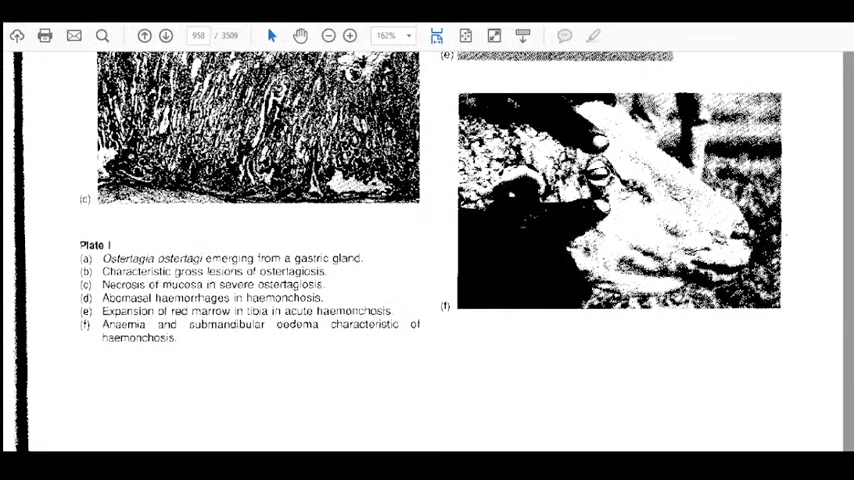 958 / 3509
162%
(e)
(c)
(f)
Plate I
(a) Ostertagia ostertagi emerging from a gastric gland.
(b) Characteristic gross lesions of ostertagiosis.
(c) Necrosis of mucosa in severe ostertagiosis.
(d) Abomasal haemorrhages in haemonchosis.
(e) Expansion of red marrow in tibia in acute haemonchosis.
(f) Anaemia and submandibular oedema characteristic of
haemonchosis.